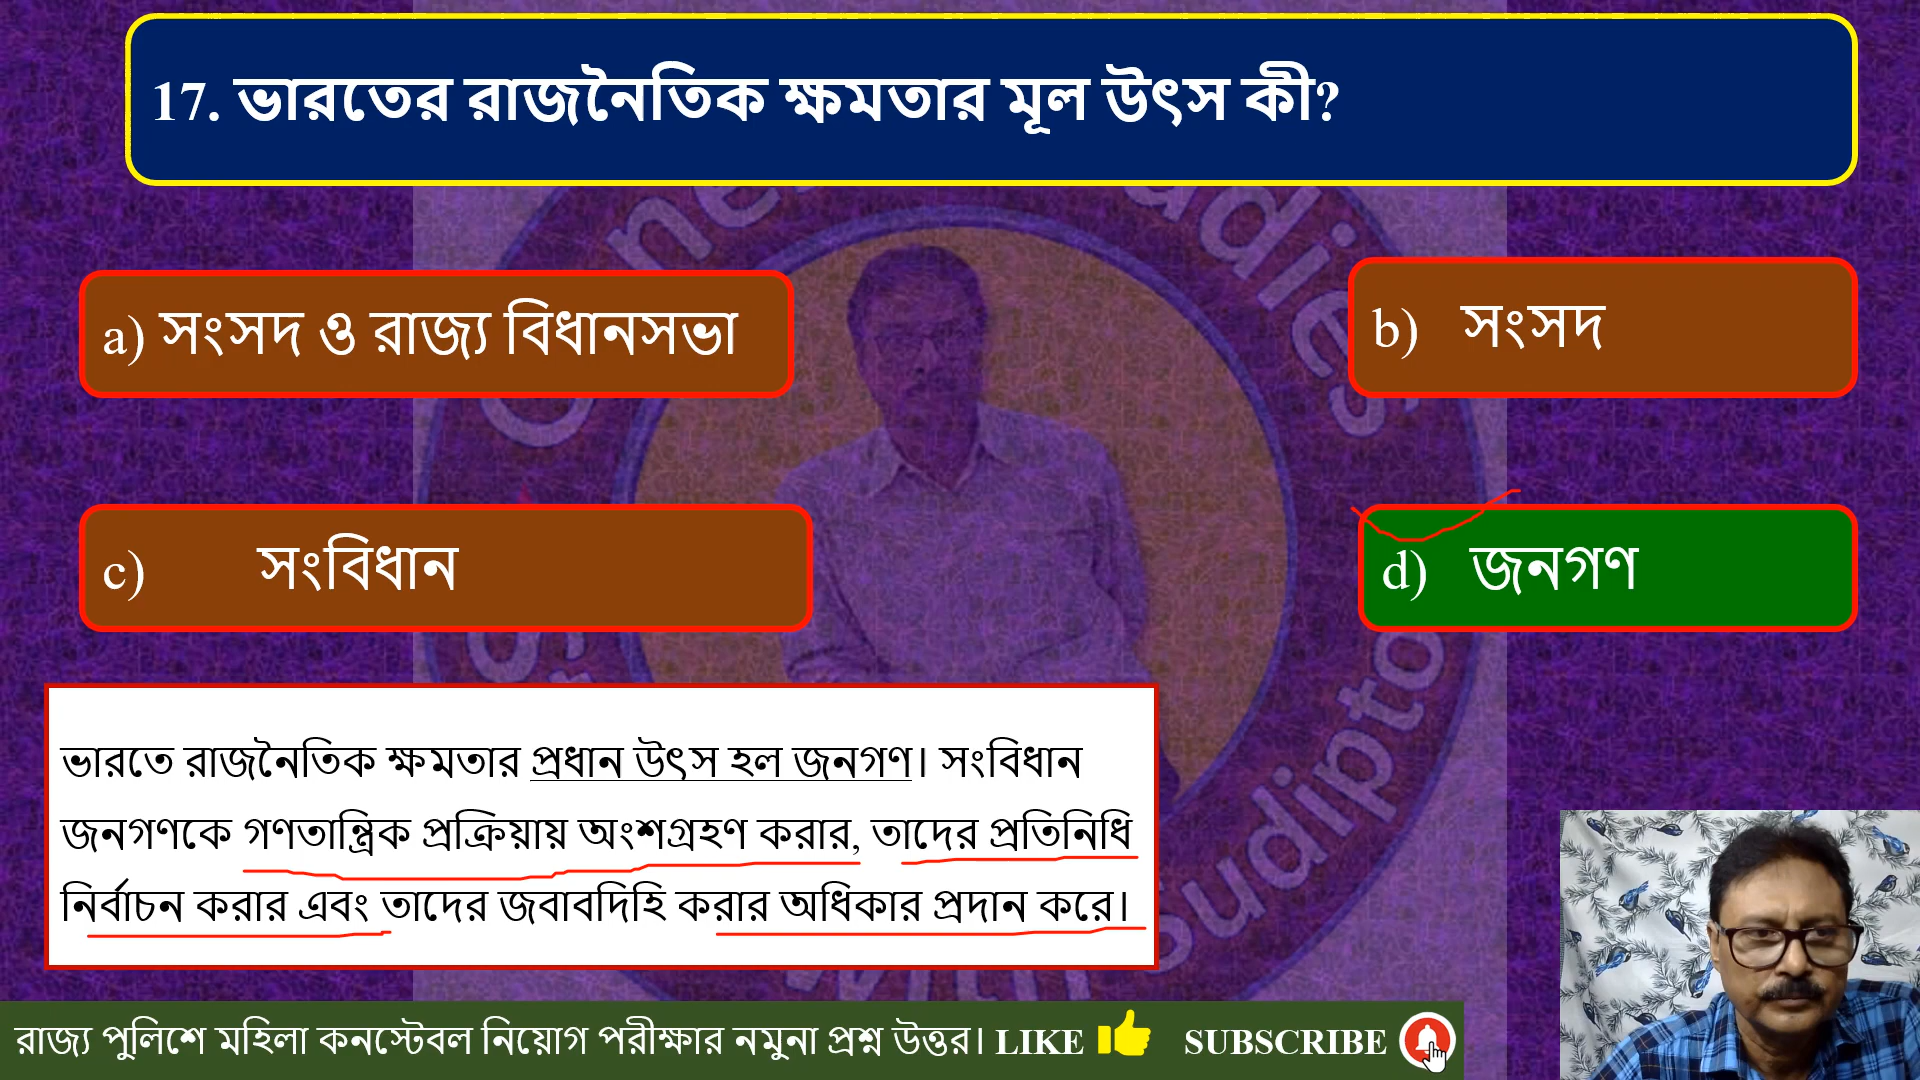 17. ভারতের রাজনৈতিক ক্ষমতার মূল উৎস কী?
a) সংসদ ও রাজ্য বিধানসভা
b) সংসদ
c) সংবিধান
d) জনগণ
ভারতে রাজনৈতিক ক্ষমতার প্রধান উৎস হল জনগণ। সংবিধান
জনগণকে গণতান্ত্রিক প্রক্রিয়ায় অংশগ্রহণ করার, তাদের প্রতিনিধি
নির্বাচন করার এবং তাদের জবাবদিহি করার অধিকার প্রদান করে।
with Sudipto
রাজ্য পুলিশে মহিলা কনস্টেবল নিয়োগ পরীক্ষার নমুনা প্রশ্ন উত্তর। LIKE SUBSCRIBE